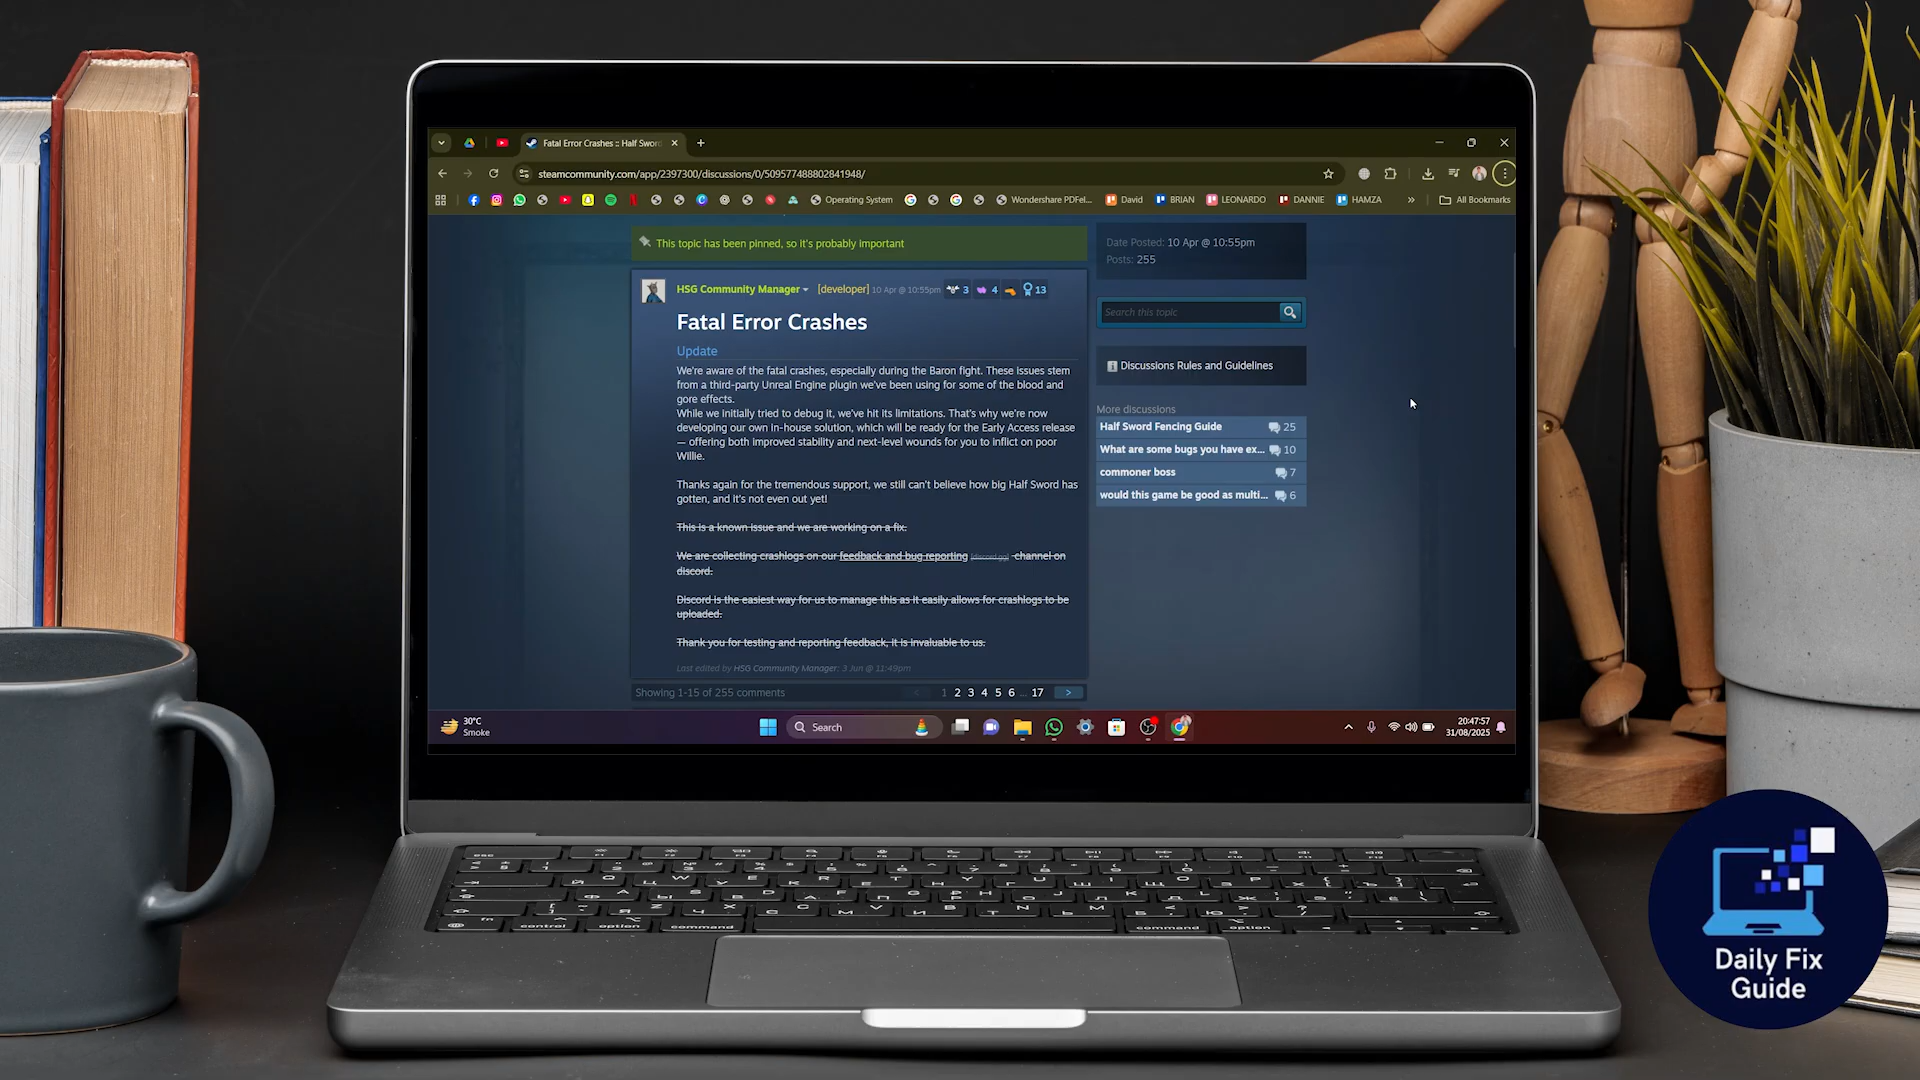 Fatal Error Crashes :: Half Sword
steamcommunity.com/app/2397300/discussions/0/509577488802841948/
Operating System
Wondershare PDFel...
David
BRIAN
LEONARDO
DANNIE
HAMZA
»
All Bookmarks
This topic has been pinned, so it's probably important
HSG Community Manager [developer] 10 Apr @ 10:55pm 3 4 13
Fatal Error Crashes
Update
We're aware of the fatal crashes, especially during the Baron fight. These issues stem
from a third-party Unreal Engine plugin we've been using for some of the blood and
gore effects.
While we initially tried to debug it, we've hit its limitations. That's why we're now
developing our own in-house solution, which will be ready for the Early Access release
— offering both improved stability and next-level wounds for you to inflict on poor
Willie.
Thanks again for the tremendous support, we still can't believe how big Half Sword has
gotten, and it's not even out yet!
This is a known issue and we are working on a fix.
We are collecting crashlogs on our feedback and bug reporting [discord.gg] channel on
discord.
Discord is the easiest way for us to manage this as it easily allows for crashlogs to be
uploaded.
Thank you for testing and reporting feedback, it is invaluable to us.
Last edited by HSG Community Manager; 3 Jun @ 11:49pm
Showing 1-15 of 255 comments
< 1 2 3 4 5 6 ... 17 >
Date Posted: 10 Apr @ 10:55pm
Posts: 255
Search this topic
Discussions Rules and Guidelines
More discussions
Half Sword Fencing Guide 25
What are some bugs you have ex... 10
commoner boss 7
would this game be good as multi... 6
30°C
Smoke
Search
20:47:57
31/08/2025
control
option
command
command
option
Daily Fix
Guide